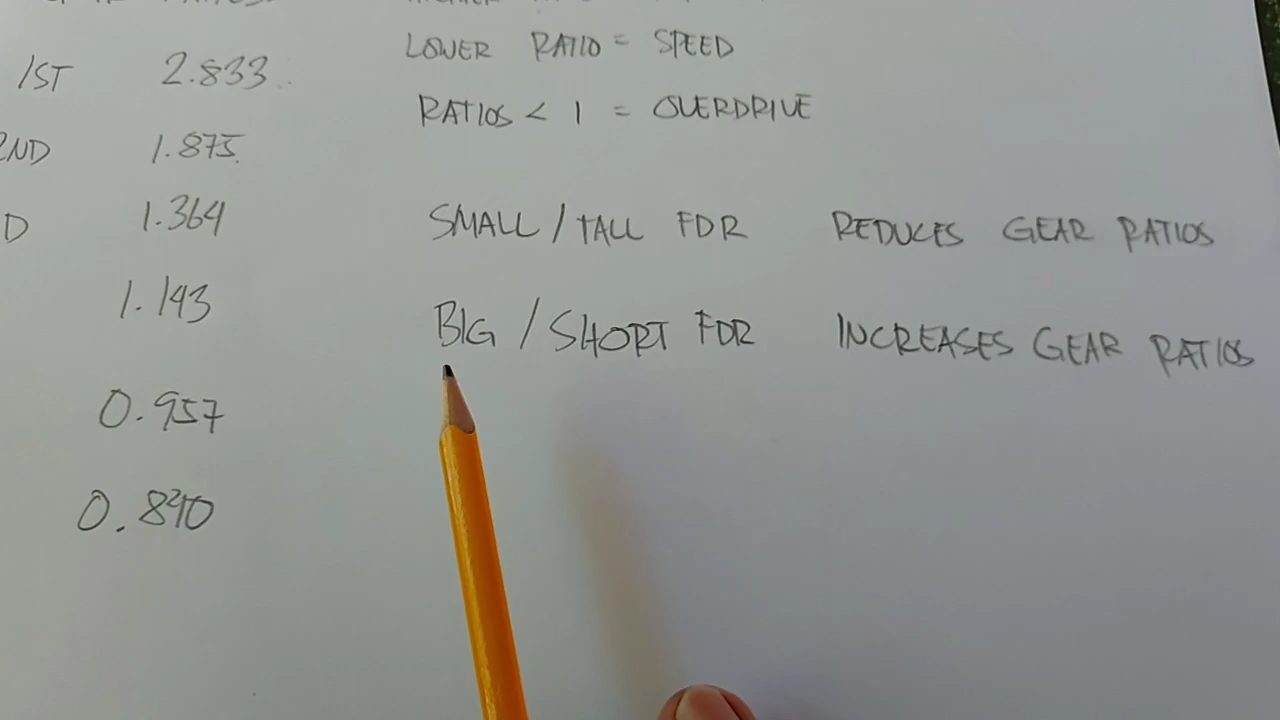 1ST 2.833
2ND 1.875
D 1.364
1.143
0.957
0.840
LOWER RATIO = SPEED
RATIOS < 1 = OVERDRIVE
SMALL / TALL FDR REDUCES GEAR RATIOS
BIG / SHORT FDR INCREASES GEAR RATIOS